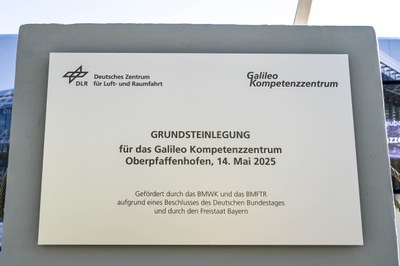 DLR
Deutsches Zentrum
für Luft- und Raumfahrt
Galileo
Kompetenzzentrum
GRUNDSTEINLEGUNG
für das Galileo Kompetenzzentrum
Oberpfaffenhofen, 14. Mai 2025
Gefördert durch das BMWK und das BMFTR
aufgrund eines Beschlusses des Deutschen Bundestages
und durch den Freistaat Bayern